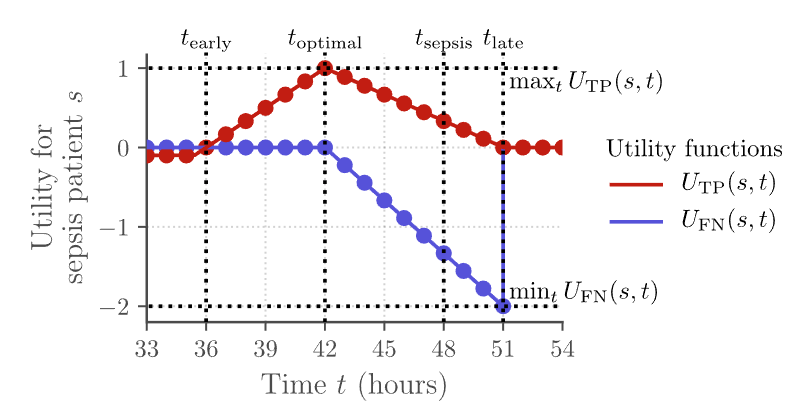 t_early t_optimal t_sepsis t_late
1
max_t U_TP(s, t)
0
−1
−2
min_t U_FN(s, t)
Utility for
sepsis patient s
33 36 39 42 45 48 51 54
Time t (hours)
Utility functions
U_TP(s, t)
U_FN(s, t)